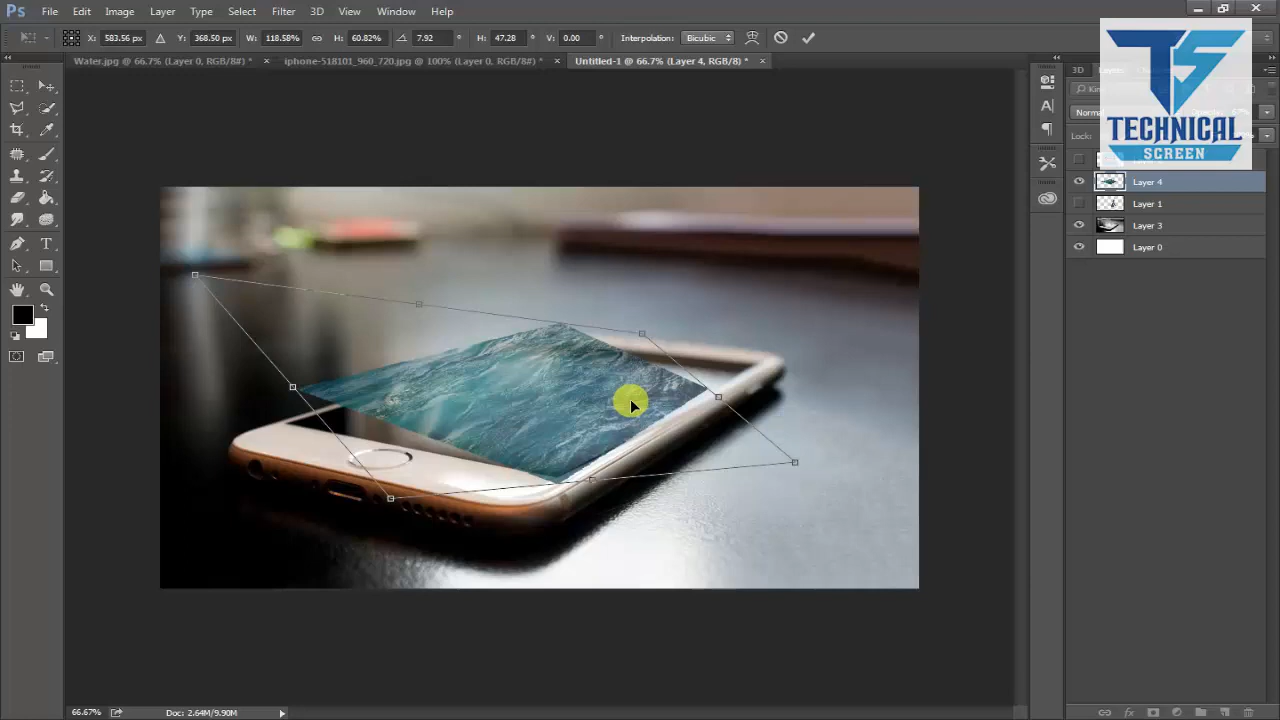 Ps File Edit Image Layer Type Select Filter 3D View Window Help
X: 583.56 px Y: 368.50 px W: 118.58% H: 60.82% 7.92 ° H: 47.28 ° V: 0.00 ° Interpolation: Bicubic
Water.jpg @ 66.7% (Layer 0, RGB/8#) * × iphone-518101_960_720.jpg @ 100% (Layer 0, RGB/8#) * × Untitled-1 @ 66.7% (Layer 4, RGB/8) * ×
3D
Normal
Lock:
TS
TECHNICAL
SCREEN
Layer 4
Layer 1
Layer 3
Layer 0
66.67% Doc: 2.64M/9.90M